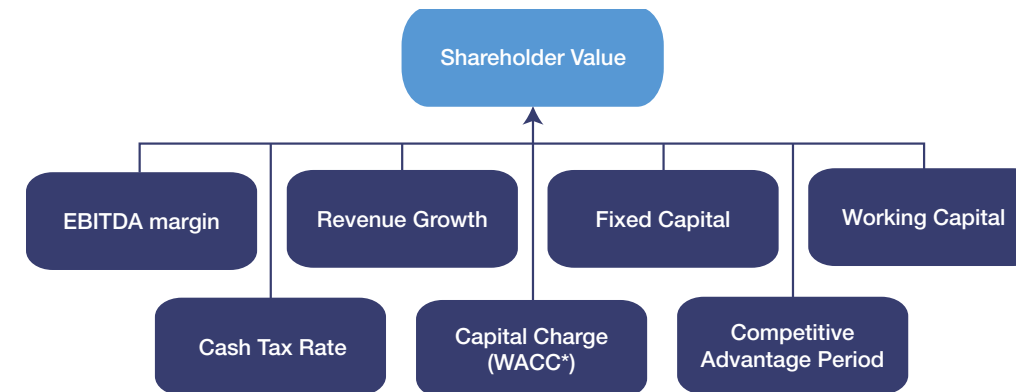 Shareholder Value
EBITDA margin
Revenue Growth
Fixed Capital
Working Capital
Cash Tax Rate
Capital Charge
(WACC*)
Competitive
Advantage Period